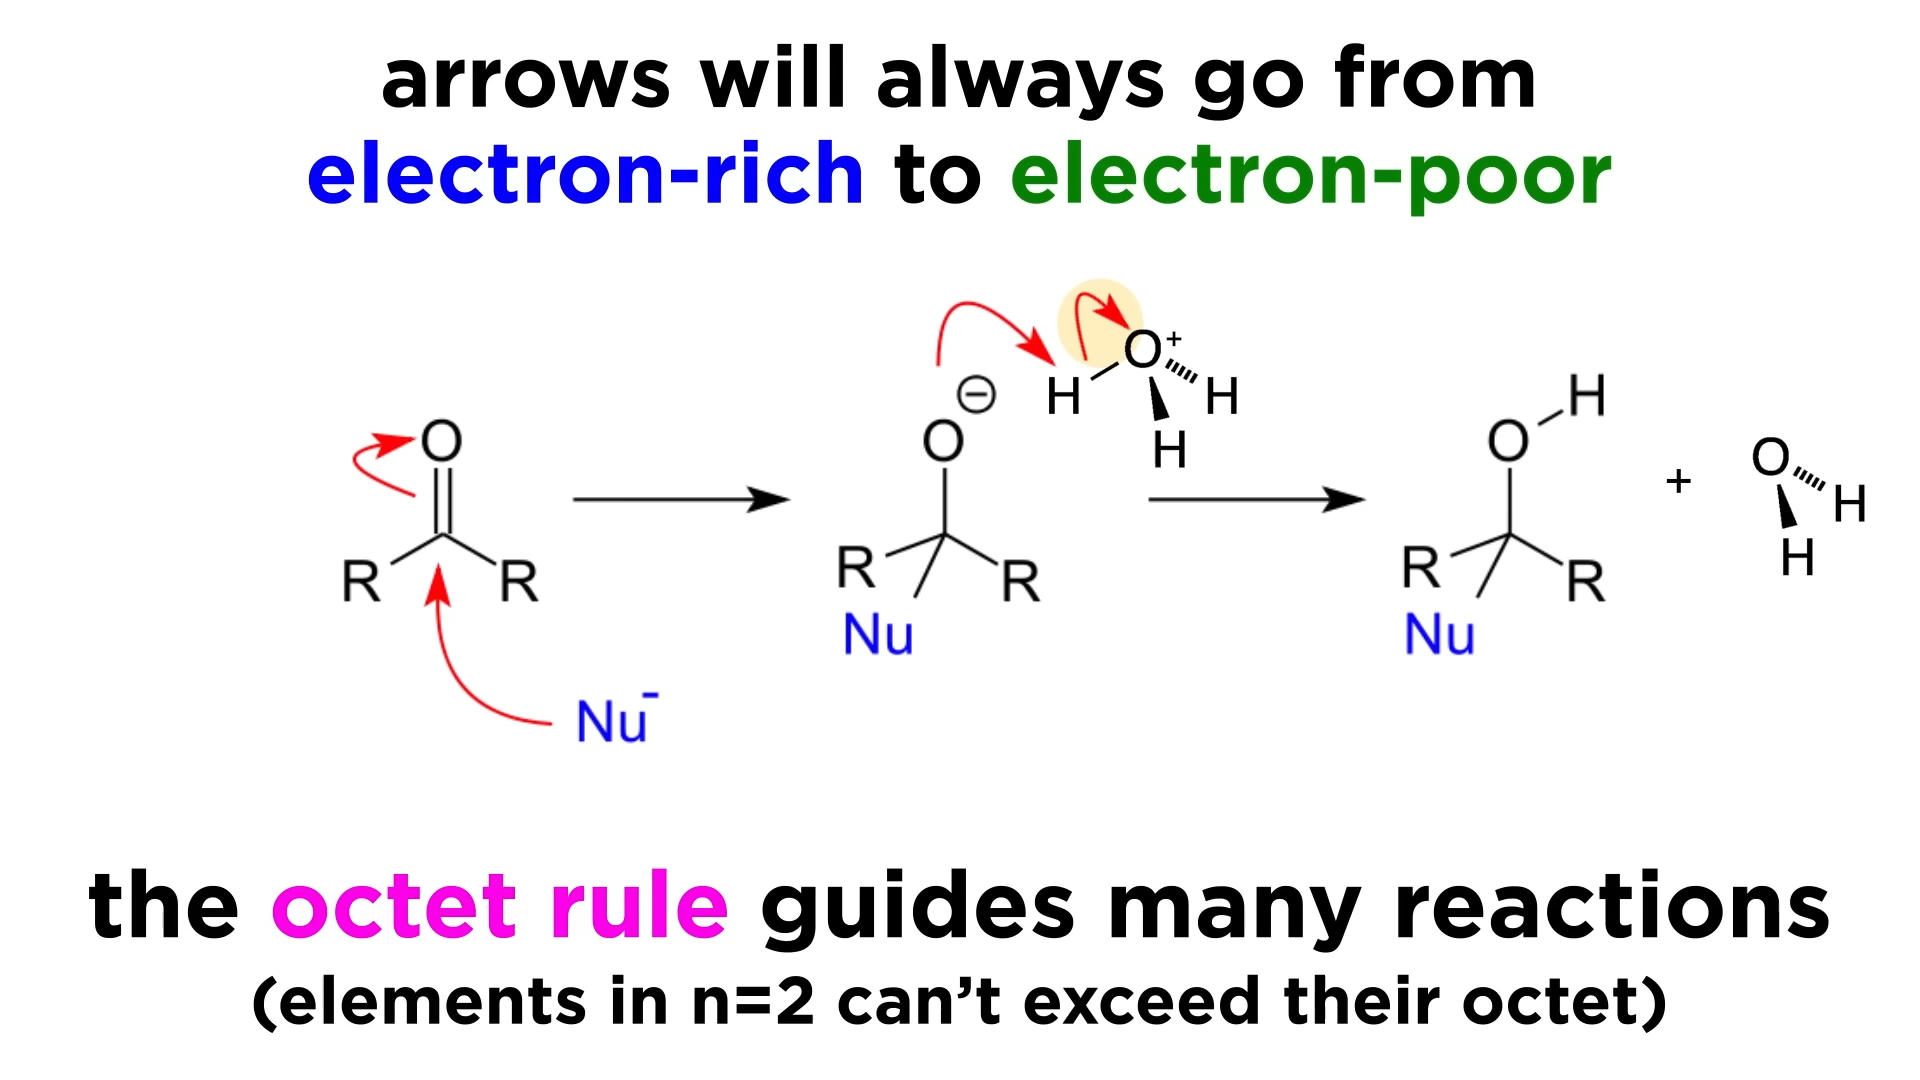 arrows will always go from
electron-rich to electron-poor
O
R R
Nu-
⊖
O
R R
Nu
H O+ H
H
O H
R R
Nu
+
O H
H
the octet rule guides many reactions
(elements in n=2 can’t exceed their octet)